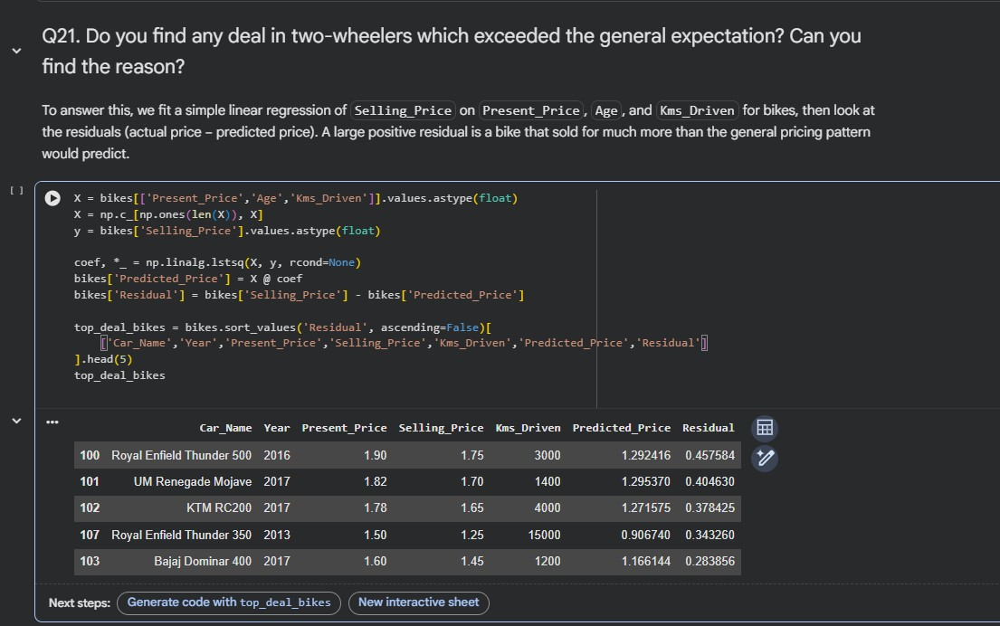 Q21. Do you find any deal in two-wheelers which exceeded the general expectation? Can you
find the reason?
To answer this, we fit a simple linear regression of Selling_Price on Present_Price, Age, and Kms_Driven for bikes, then look at
the residuals (actual price – predicted price). A large positive residual is a bike that sold for much more than the general pricing pattern
would predict.
[ ]
X = bikes[['Present_Price','Age','Kms_Driven']].values.astype(float)
X = np.c_[np.ones(len(X)), X]
y = bikes['Selling_Price'].values.astype(float)
coef, *_ = np.linalg.lstsq(X, y, rcond=None)
bikes['Predicted_Price'] = X @ coef
bikes['Residual'] = bikes['Selling_Price'] - bikes['Predicted_Price']
top_deal_bikes = bikes.sort_values('Residual', ascending=False)[
    ['Car_Name','Year','Present_Price','Selling_Price','Kms_Driven','Predicted_Price','Residual']
].head(5)
top_deal_bikes
Car_Name Year Present_Price Selling_Price Kms_Driven Predicted_Price Residual
100 Royal Enfield Thunder 500 2016 1.90 1.75 3000 1.292416 0.457584
101 UM Renegade Mojave 2017 1.82 1.70 1400 1.295370 0.404630
102 KTM RC200 2017 1.78 1.65 4000 1.271575 0.378425
107 Royal Enfield Thunder 350 2013 1.50 1.25 15000 0.906740 0.343260
103 Bajaj Dominar 400 2017 1.60 1.45 1200 1.166144 0.283856
Next steps: Generate code with top_deal_bikes New interactive sheet